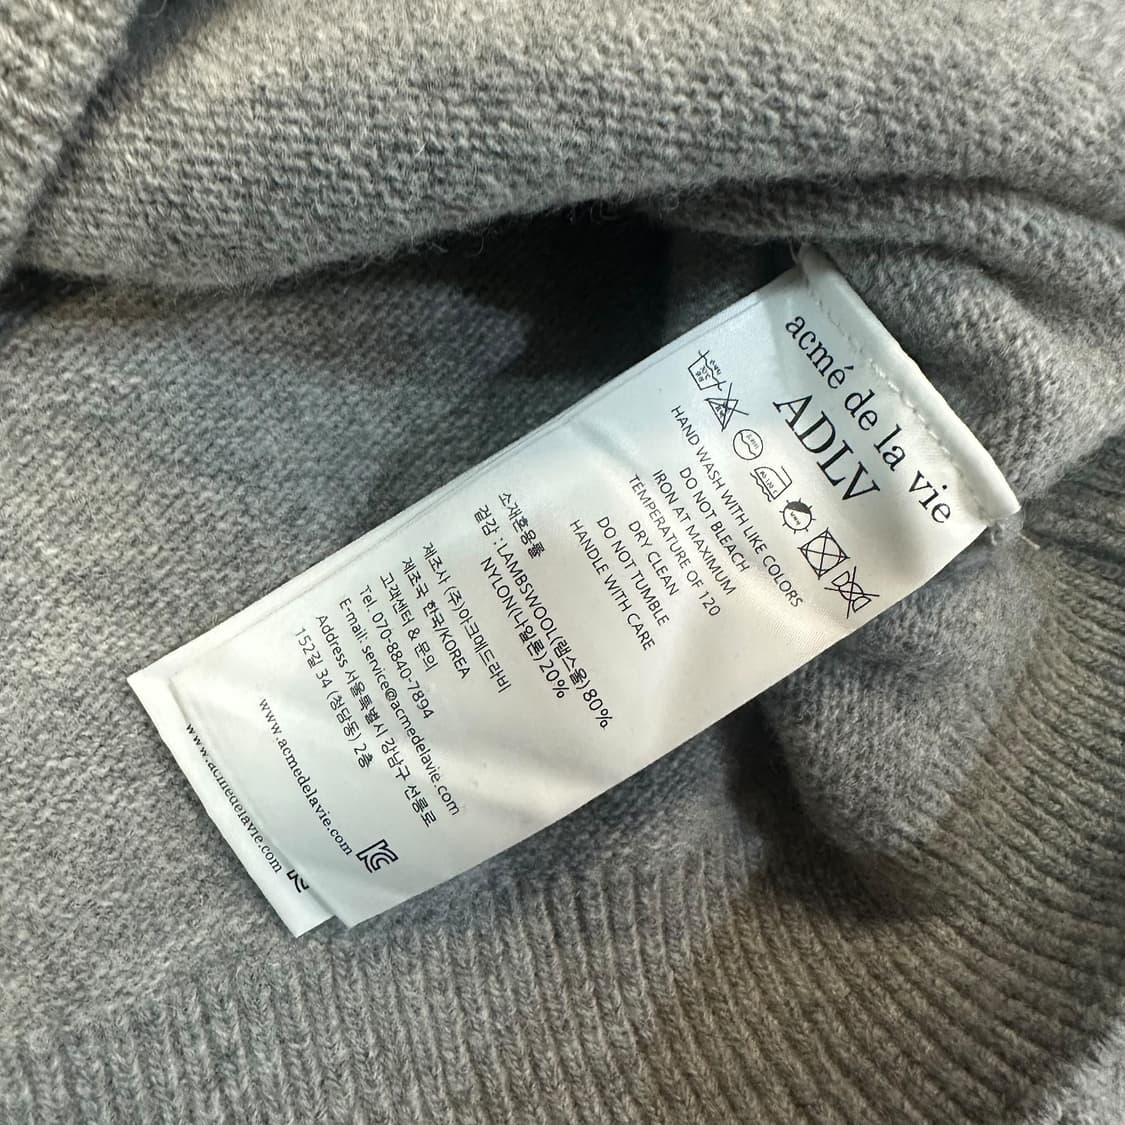 acmé de la vie
ADLV
HAND WASH WITH LIKE COLORS
DO NOT BLEACH
IRON AT MAXIMUM
TEMPERATURE OF 120
DRY CLEAN
DO NOT TUMBLE
HANDLE WITH CARE
소재혼용률
겉감 : LAMBSWOOL(램스울) 80%
NYLON(나일론) 20%
제조사 (주)아크메드라비
제조국 한국/KOREA
고객센터 & 문의
Tel. 070-8840-7894
E-mail: service@acmedelavie.com
Address 서울특별시 강남구 선릉로
152길 34 (청담동) 2층
www.acmedelavie.com
www.acmedelavie.com